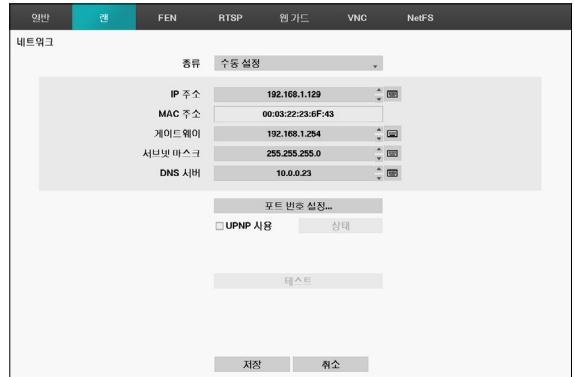 일반 랜 FEN RTSP 웹 가드 VNC NetFS
네트워크
종류 수동 설정
IP 주소 192.168.1.129
MAC 주소 00:03:22:23:6F:43
게이트웨이 192.168.1.254
서브넷 마스크 255.255.255.0
DNS 서버 10.0.0.23
포트 번호 설정...
UPNP 사용 상태
테스트
저장 취소